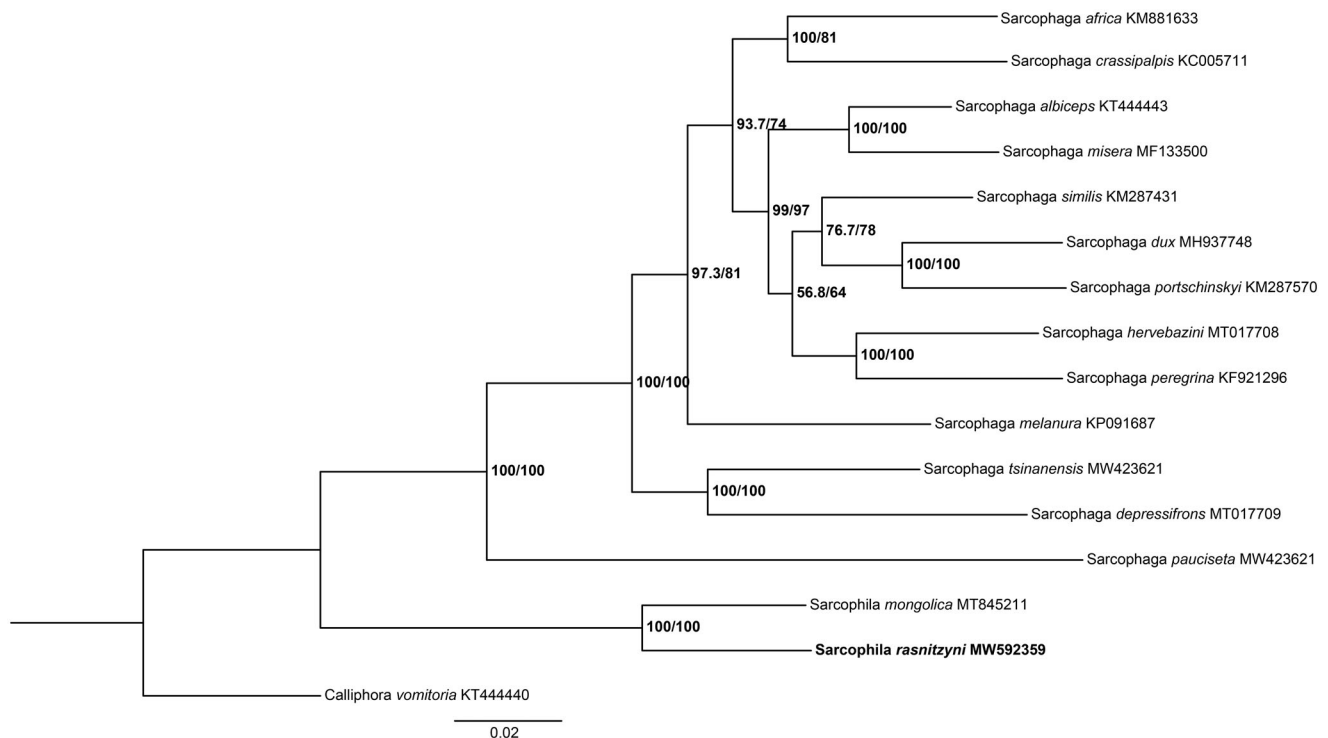 Sarcophaga africa KM881633
100/81
Sarcophaga crassipalpis KC005711
Sarcophaga albiceps KT444443
93.7/74
100/100
Sarcophaga misera MF133500
Sarcophaga similis KM287431
99/97
76.7/78
Sarcophaga dux MH937748
100/100
97.3/81
Sarcophaga portschinskyi KM287570
56.8/64
Sarcophaga hervebazini MT017708
100/100
Sarcophaga peregrina KF921296
100/100
Sarcophaga melanura KP091687
100/100
Sarcophaga tsinanensis MW423621
100/100
Sarcophaga depressifrons MT017709
Sarcophaga pauciseta MW423621
Sarcophila mongolica MT845211
100/100
Sarcophila rasnitzyni MW592359
Calliphora vomitoria KT444440
0.02